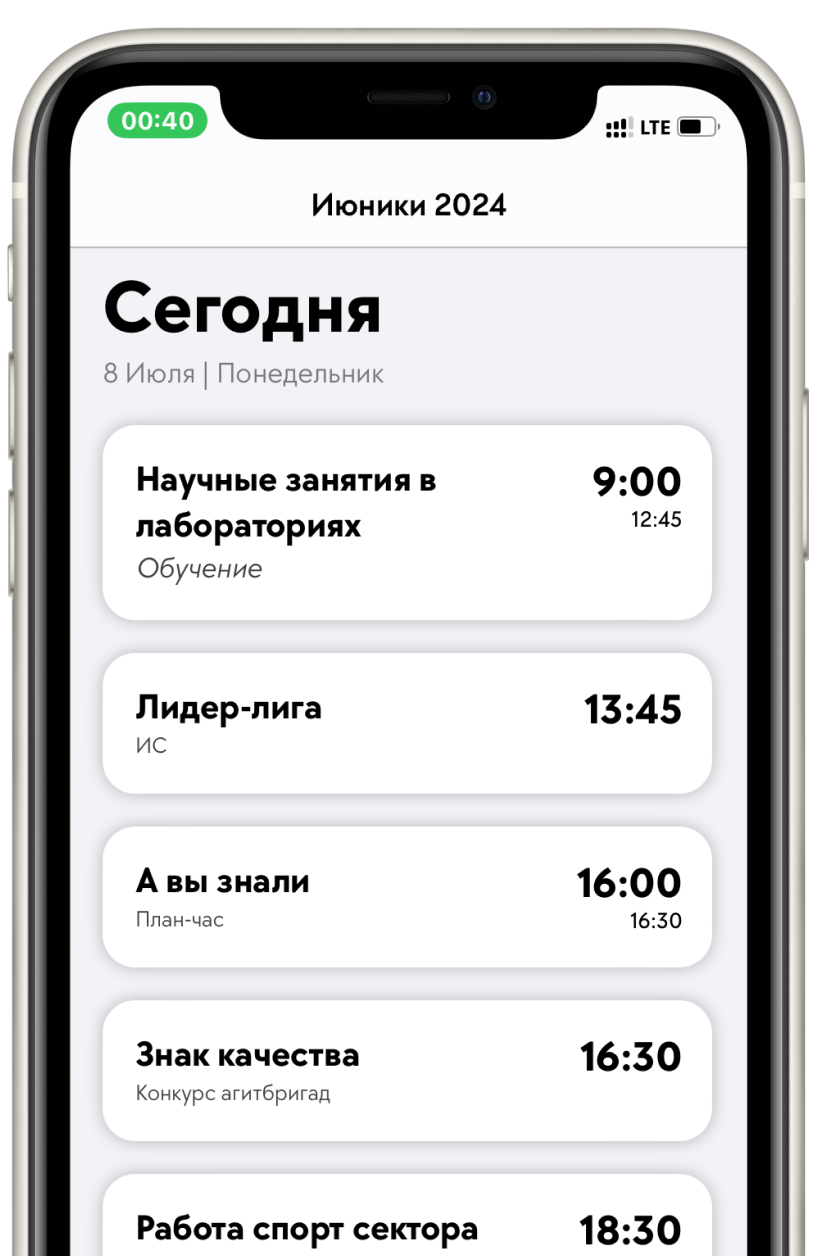 00:40
LTE
Июники 2024
Сегодня
8 Июля | Понедельник
Научные занятия в
лабораториях
Обучение
9:00
12:45
Лидер-лига
ИС
13:45
А вы знали
План-час
16:00
16:30
Знак качества
Конкурс агитбригад
16:30
Работа спорт сектора
18:30